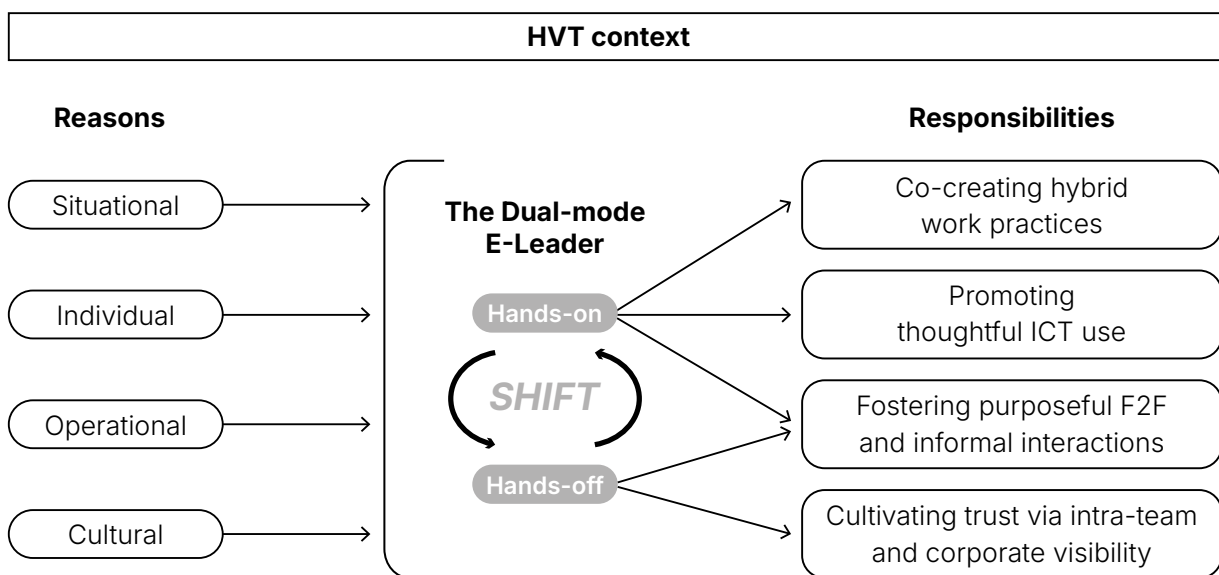 HVT context
Reasons
Situational
Individual
Operational
Cultural
The Dual-mode
E-Leader
Hands-on
SHIFT
Hands-off
Responsibilities
Co-creating hybrid
work practices
Promoting
thoughtful ICT use
Fostering purposeful F2F
and informal interactions
Cultivating trust via intra-team
and corporate visibility